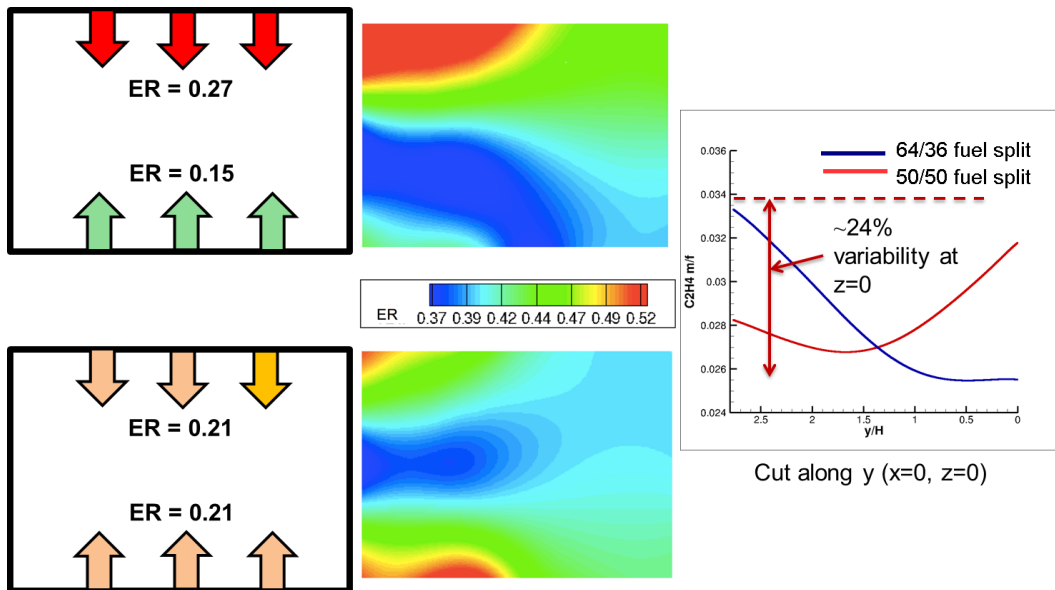 ER = 0.27
ER = 0.15
ER
0.37 0.39 0.42 0.44 0.47 0.49 0.52
ER = 0.21
ER = 0.21
64/36 fuel split
50/50 fuel split
~24%
variability at
z=0
C2H4 m/f
0.036
0.034
0.032
0.03
0.028
0.026
0.024
2.5 2 1.5 1 0.5 0
y/H
Cut along y (x=0, z=0)